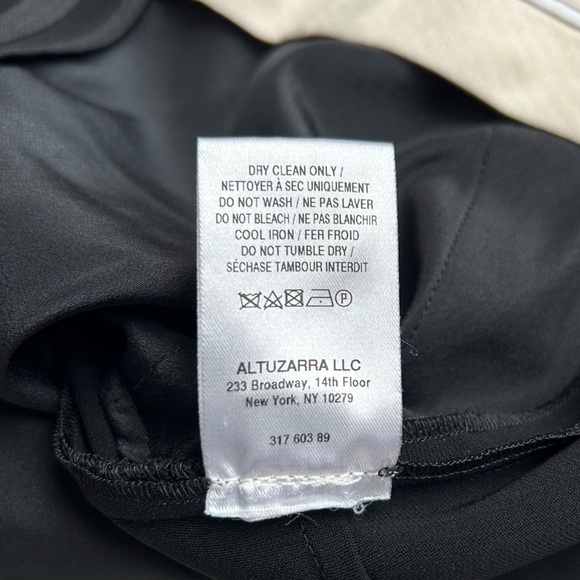 DRY CLEAN ONLY /
NETTOYER À SEC UNIQUEMENT
DO NOT WASH / NE PAS LAVER
DO NOT BLEACH / NE PAS BLANCHIR
COOL IRON / FER FROID
DO NOT TUMBLE DRY /
SÉCHASE TAMBOUR INTERDIT
P
ALTUZARRA LLC
233 Broadway, 14th Floor
New York, NY 10279
317 603 89